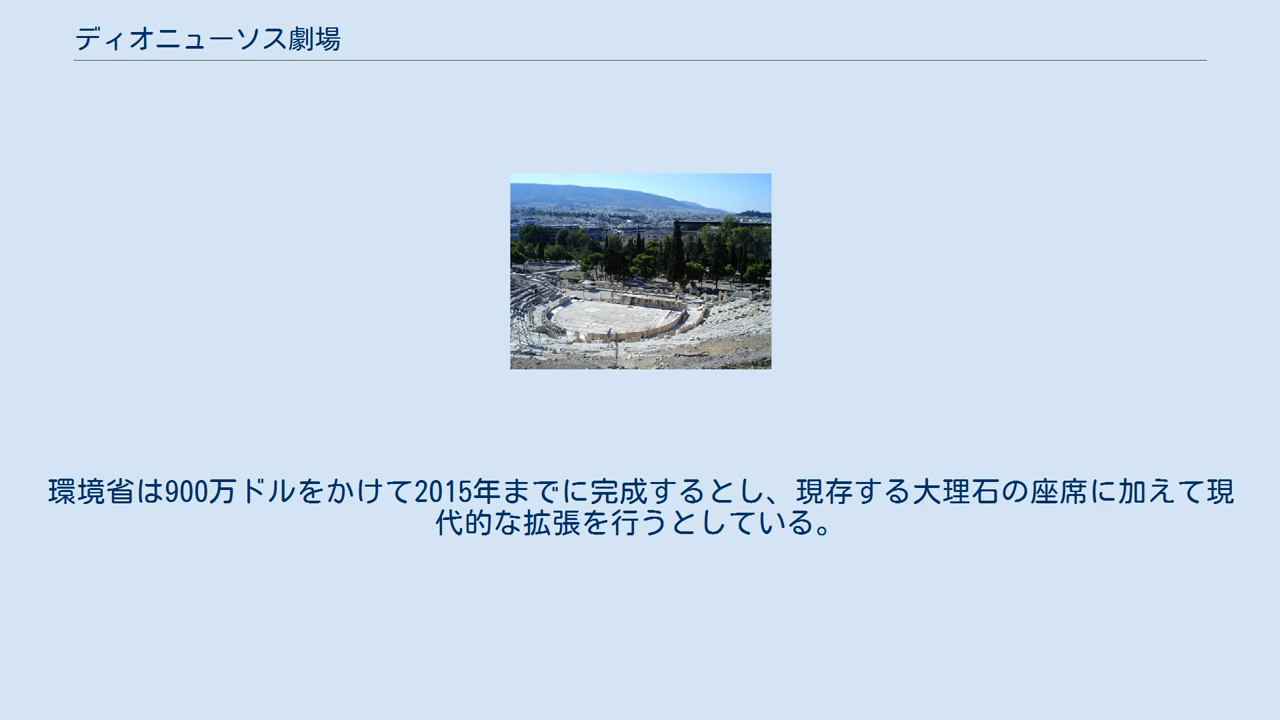 ディオニューソス劇場
環境省は900万ドルをかけて2015年までに完成するとし、現存する大理石の座席に加えて現
代的な拡張を行うとしている。